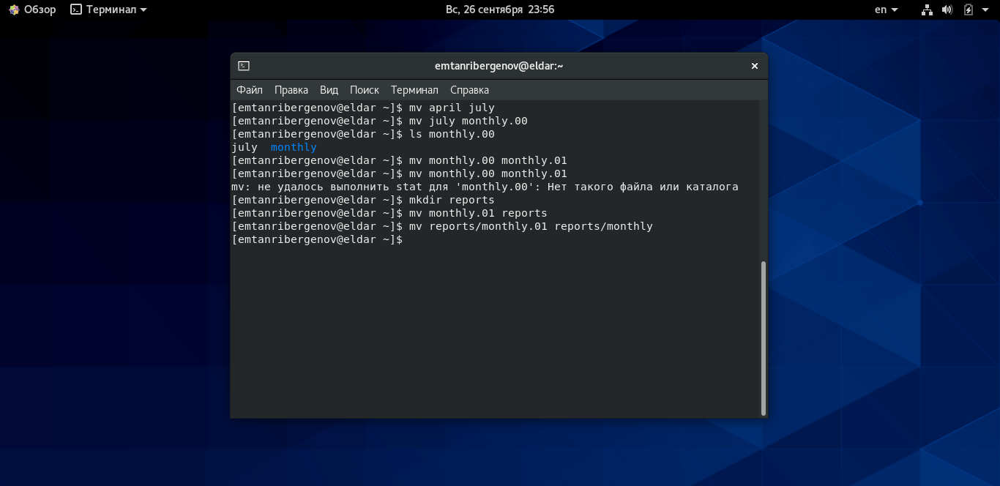 Обзор Терминал Вс, 26 сентября 23:56 en
emtanribergenov@eldar:~
Файл Правка Вид Поиск Терминал Справка
[emtanribergenov@eldar ~]$ mv april july
[emtanribergenov@eldar ~]$ mv july monthly.00
[emtanribergenov@eldar ~]$ ls monthly.00
july monthly
[emtanribergenov@eldar ~]$ mv monthly.00 monthly.01
[emtanribergenov@eldar ~]$ mv monthly.00 monthly.01
mv: не удалось выполнить stat для 'monthly.00': Нет такого файла или каталога
[emtanribergenov@eldar ~]$ mkdir reports
[emtanribergenov@eldar ~]$ mv monthly.01 reports
[emtanribergenov@eldar ~]$ mv reports/monthly.01 reports/monthly
[emtanribergenov@eldar ~]$